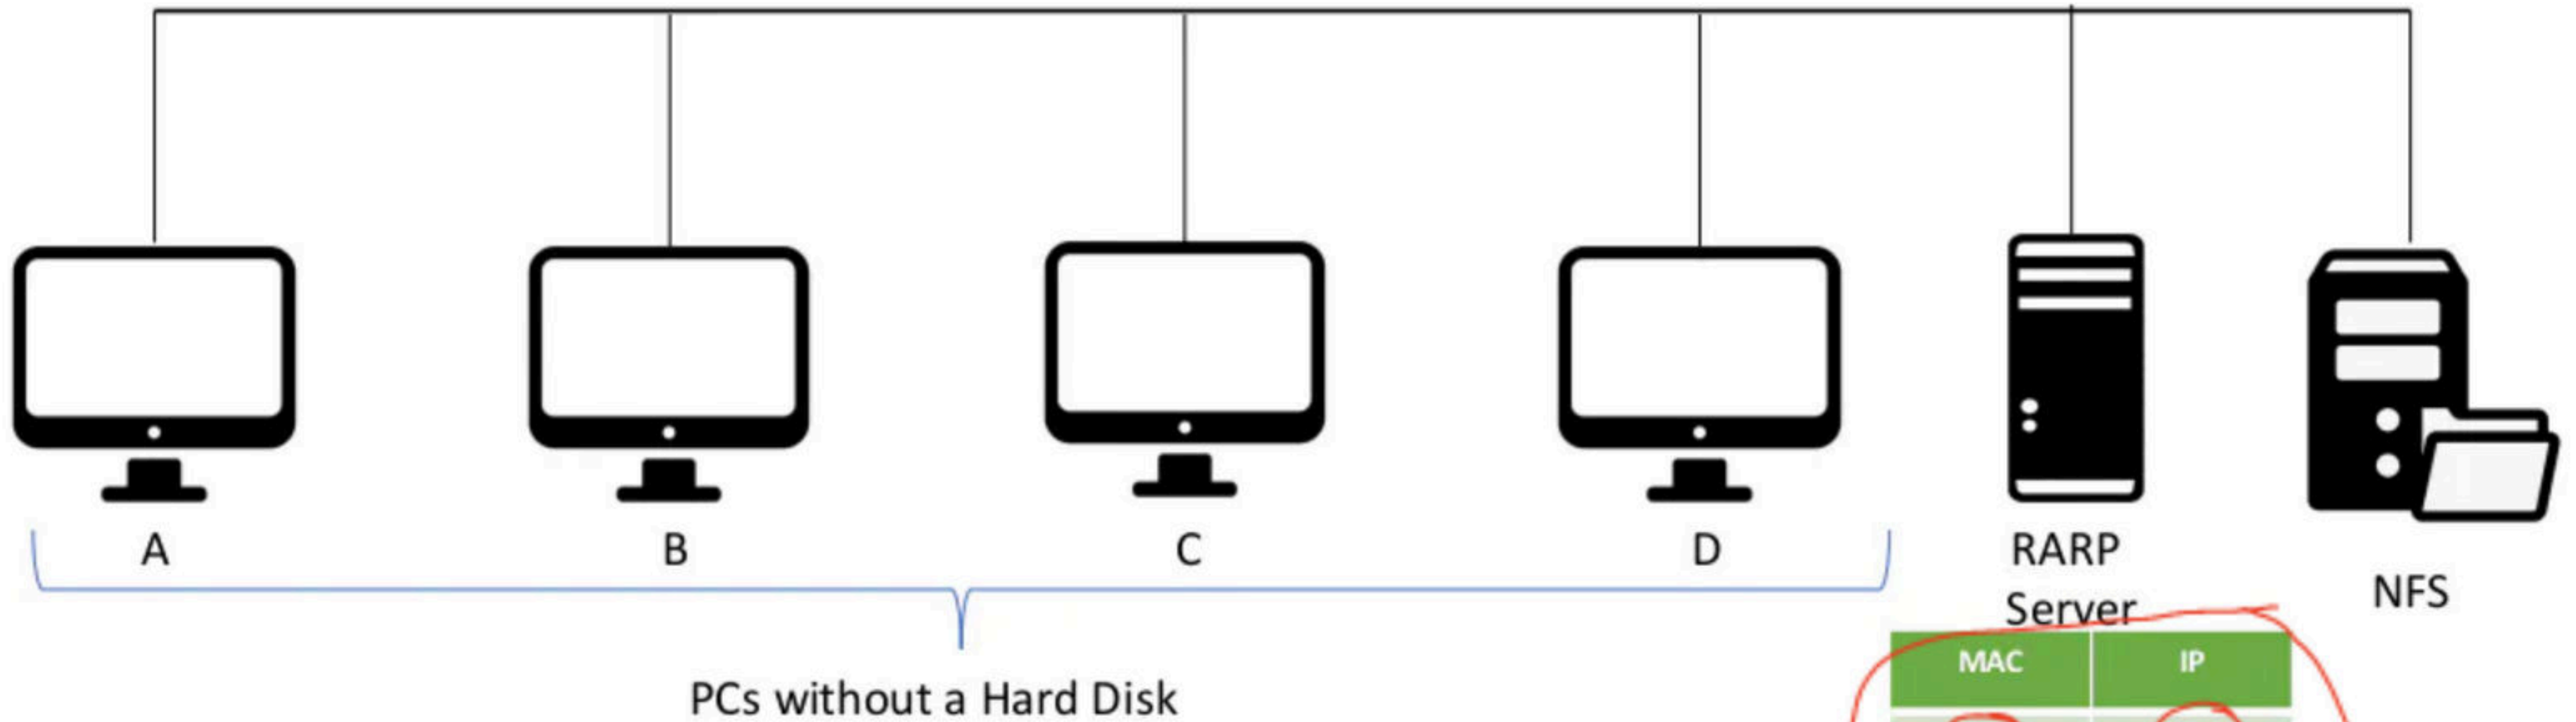 A
B
C
D
RARP
Server
NFS
PCs without a Hard Disk
MAC
IP